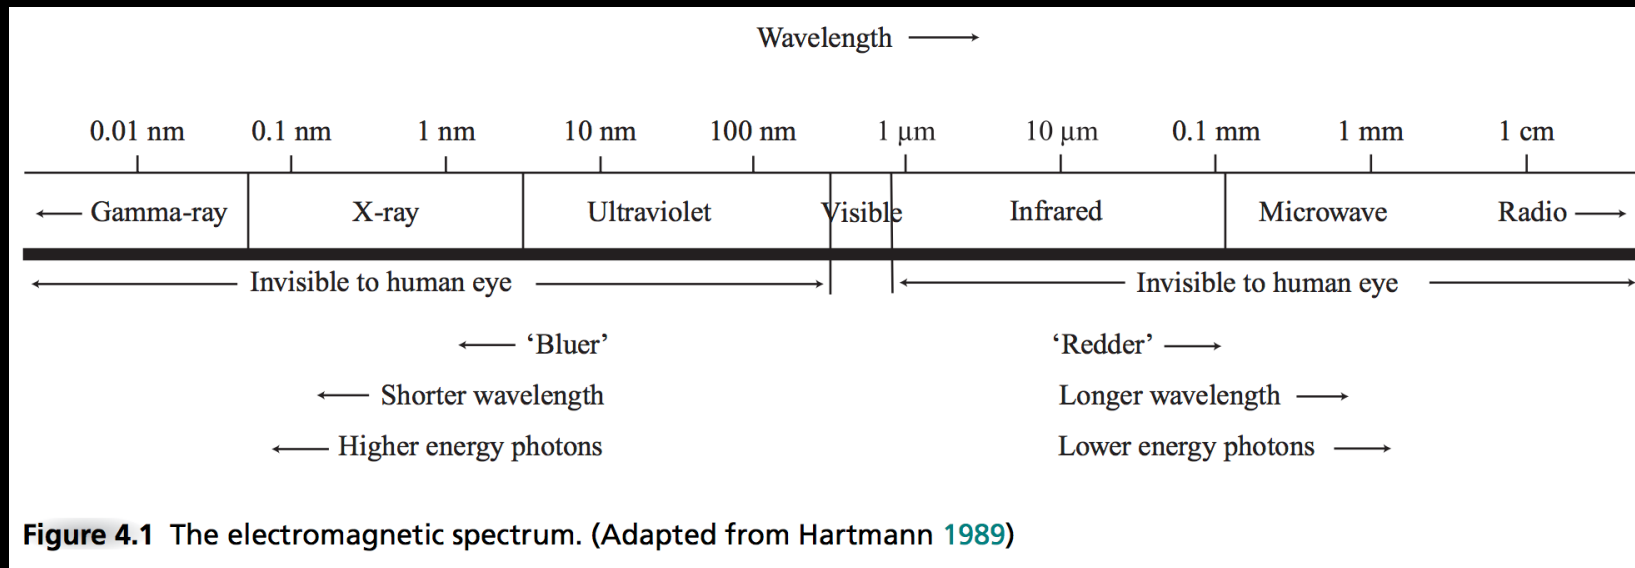 Wavelength
0.01 nm 0.1 nm 1 nm 10 nm 100 nm 1 µm 10 µm 0.1 mm 1 mm 1 cm
Gamma-ray X-ray Ultraviolet Visible Infrared Microwave Radio
Invisible to human eye Invisible to human eye
‘Bluer’ ‘Redder’
Shorter wavelength Longer wavelength
Higher energy photons Lower energy photons
Figure 4.1 The electromagnetic spectrum. (Adapted from Hartmann 1989)